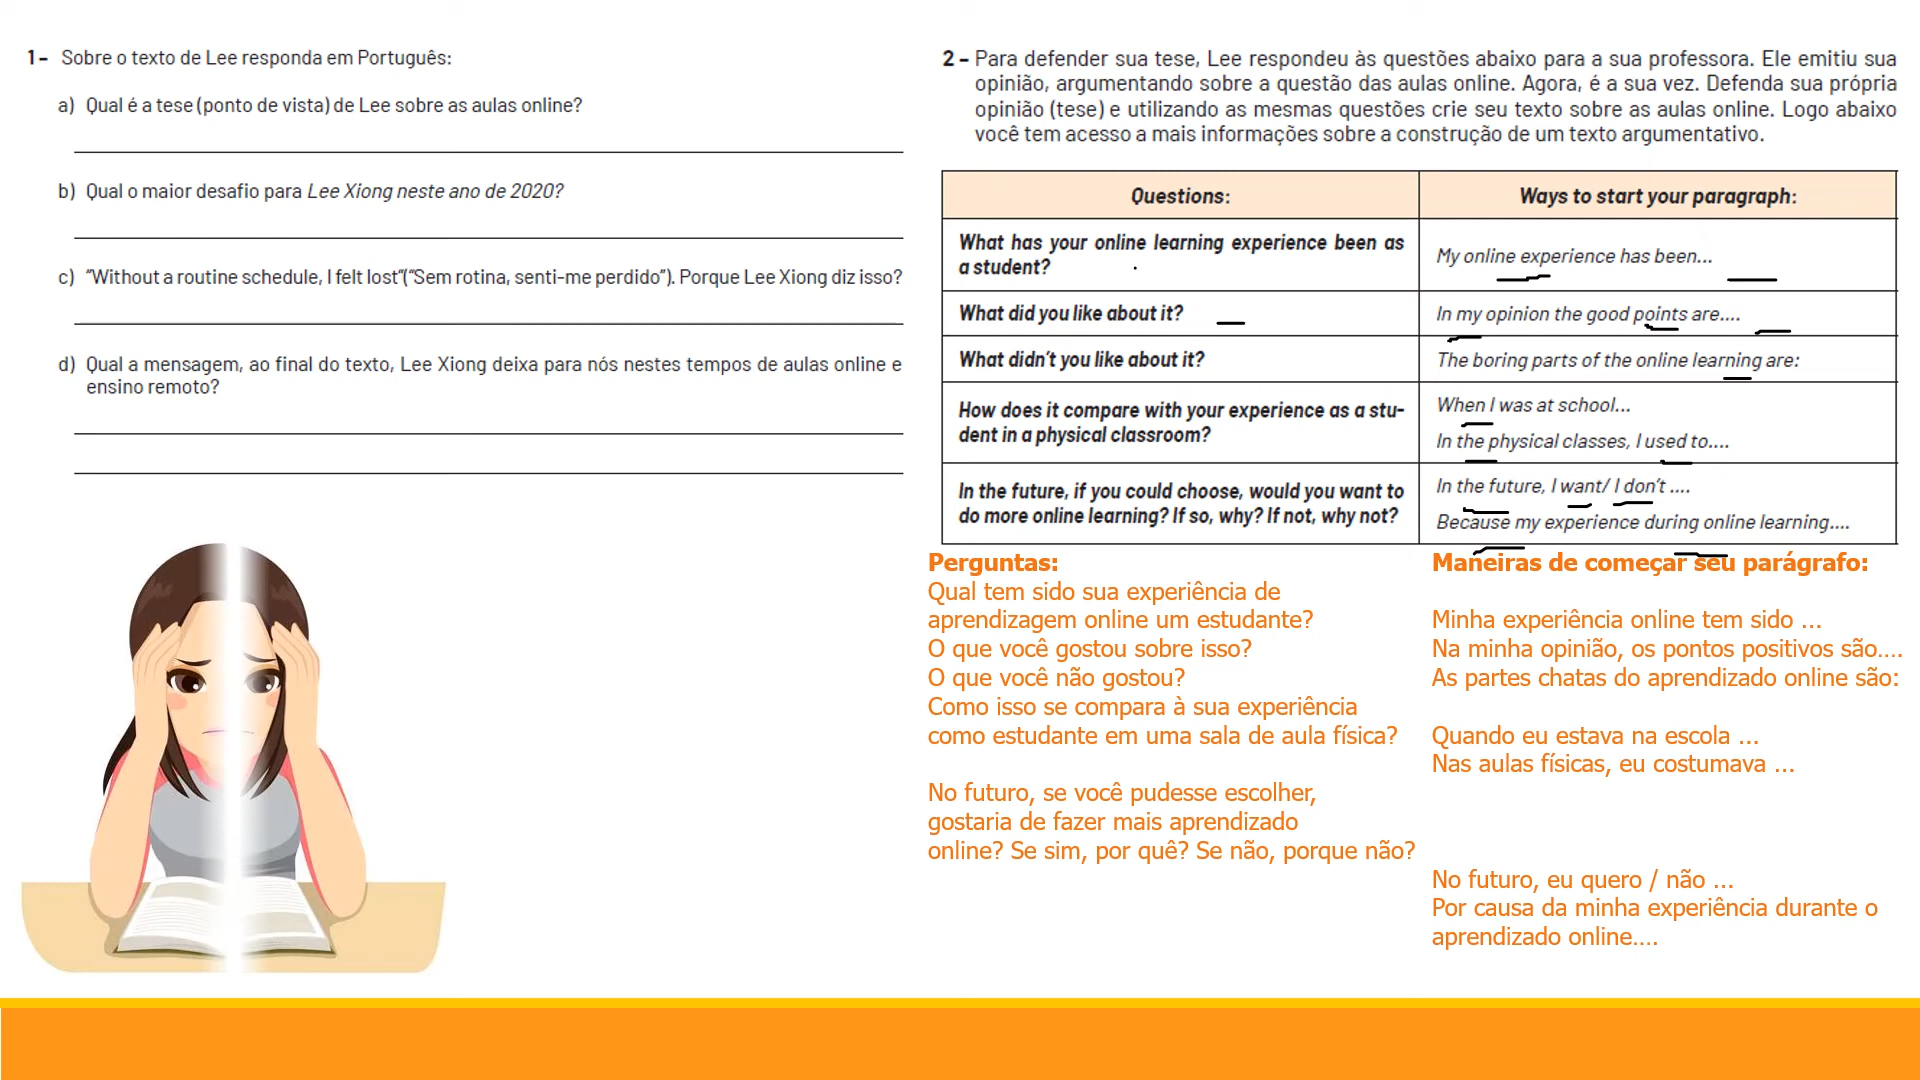 1 - Sobre o texto de Lee responda em Português:
a) Qual é a tese (ponto de vista) de Lee sobre as aulas online?
b) Qual o maior desafio para Lee Xiong neste ano de 2020?
c) “Without a routine schedule, I felt lost”(“Sem rotina, senti-me perdido”). Porque Lee Xiong diz isso?
d) Qual a mensagem, ao final do texto, Lee Xiong deixa para nós nestes tempos de aulas online e
ensino remoto?
2 - Para defender sua tese, Lee respondeu às questões abaixo para a sua professora. Ele emitiu sua
opinião, argumentando sobre a questão das aulas online. Agora, é a sua vez. Defenda sua própria
opinião (tese) e utilizando as mesmas questões crie seu texto sobre as aulas online. Logo abaixo
você tem acesso a mais informações sobre a construção de um texto argumentativo.
Questions:
Ways to start your paragraph:
What has your online learning experience been as
a student?
My online experience has been...
What did you like about it?
In my opinion the good points are....
What didn't you like about it?
The boring parts of the online learning are:
How does it compare with your experience as a stu-
dent in a physical classroom?
When I was at school...
In the physical classes, I used to....
In the future, if you could choose, would you want to
do more online learning? If so, why? If not, why not?
In the future, I want/ I don't ....
Because my experience during online learning....
Perguntas:
Qual tem sido sua experiência de
aprendizagem online um estudante?
O que você gostou sobre isso?
O que você não gostou?
Como isso se compara à sua experiência
como estudante em uma sala de aula física?
No futuro, se você pudesse escolher,
gostaria de fazer mais aprendizado
online? Se sim, por quê? Se não, porque não?
Maneiras de começar seu parágrafo:
Minha experiência online tem sido ...
Na minha opinião, os pontos positivos são....
As partes chatas do aprendizado online são:
Quando eu estava na escola ...
Nas aulas físicas, eu costumava ...
No futuro, eu quero / não ...
Por causa da minha experiência durante o
aprendizado online....